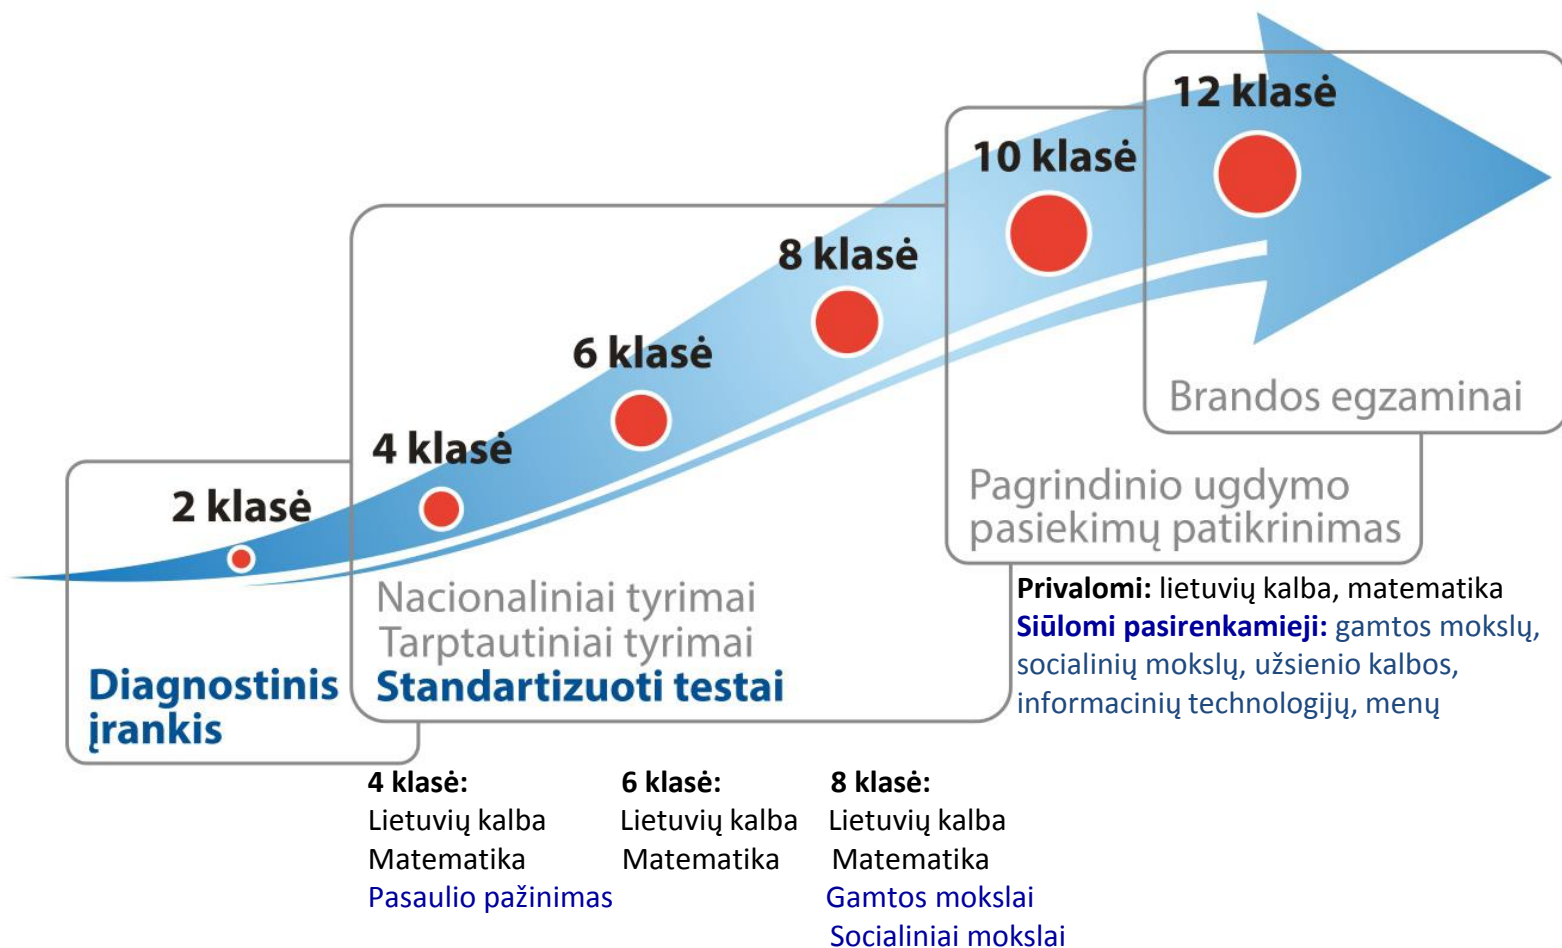 12 klasė
10 klasė
8 klasė
6 klasė
4 klasė
2 klasė
Brandos egzaminai
Pagrindinio ugdymo
pasiekimų patikrinimas
Nacionaliniai tyrimai
Tarptautiniai tyrimai
Standartizuoti testai
Diagnostinis
įrankis
Privalomi: lietuvių kalba, matematika
Siūlomi pasirenkamieji: gamtos mokslų,
socialinių mokslų, užsienio kalbos,
informacinių technologijų, menų
4 klasė:
Lietuvių kalba
Matematika
Pasaulio pažinimas
6 klasė:
Lietuvių kalba
Matematika
8 klasė:
Lietuvių kalba
Matematika
Gamtos mokslai
Socialiniai mokslai